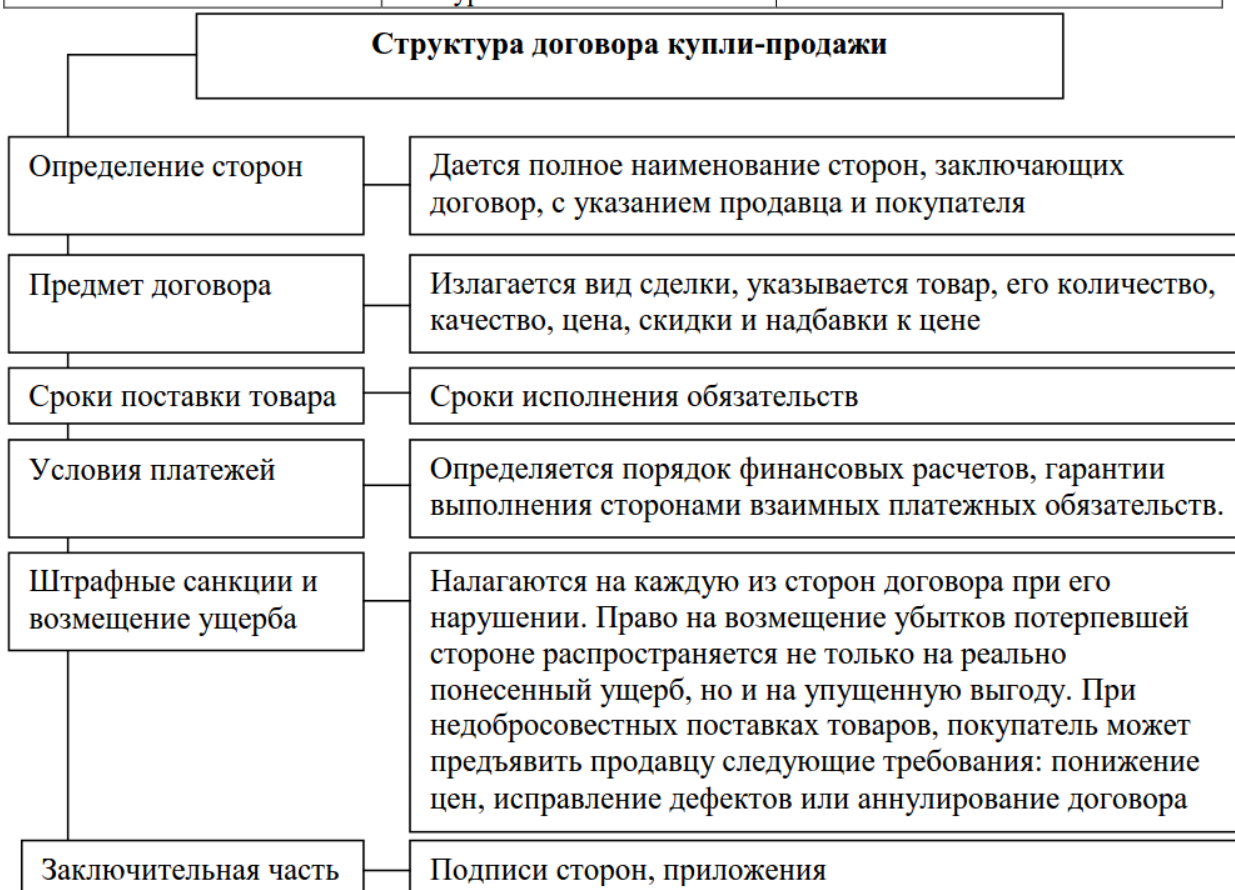 Структура договора купли-продажи
Определение сторон
Дается полное наименование сторон, заключающих
договор, с указанием продавца и покупателя
Предмет договора
Излагается вид сделки, указывается товар, его количество,
качество, цена, скидки и надбавки к цене
Сроки поставки товара
Сроки исполнения обязательств
Условия платежей
Определяется порядок финансовых расчетов, гарантии
выполнения сторонами взаимных платежных обязательств.
Штрафные санкции и
возмещение ущерба
Налагаются на каждую из сторон договора при его
нарушении. Право на возмещение убытков потерпевшей
стороне распространяется не только на реально
понесенный ущерб, но и на упущенную выгоду. При
недобросовестных поставках товаров, покупатель может
предъявить продавцу следующие требования: понижение
цен, исправление дефектов или аннулирование договора
Заключительная часть
Подписи сторон, приложения